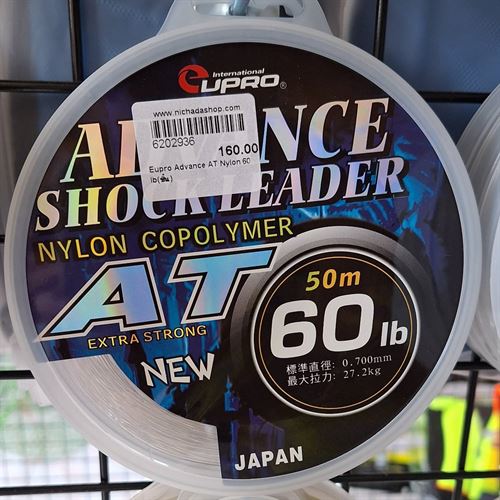 International
EUPRO®
ADVANCE
www.nichadashop.com
6202936
160.00
Eupro Advance AT Nylon 60
SHOCK LEADER
NYLON COPOLYMER
AT
EXTRA STRONG
NEW
50m
60 lb
標準直徑: 0.700mm
最大拉力: 27.2kg
JAPAN